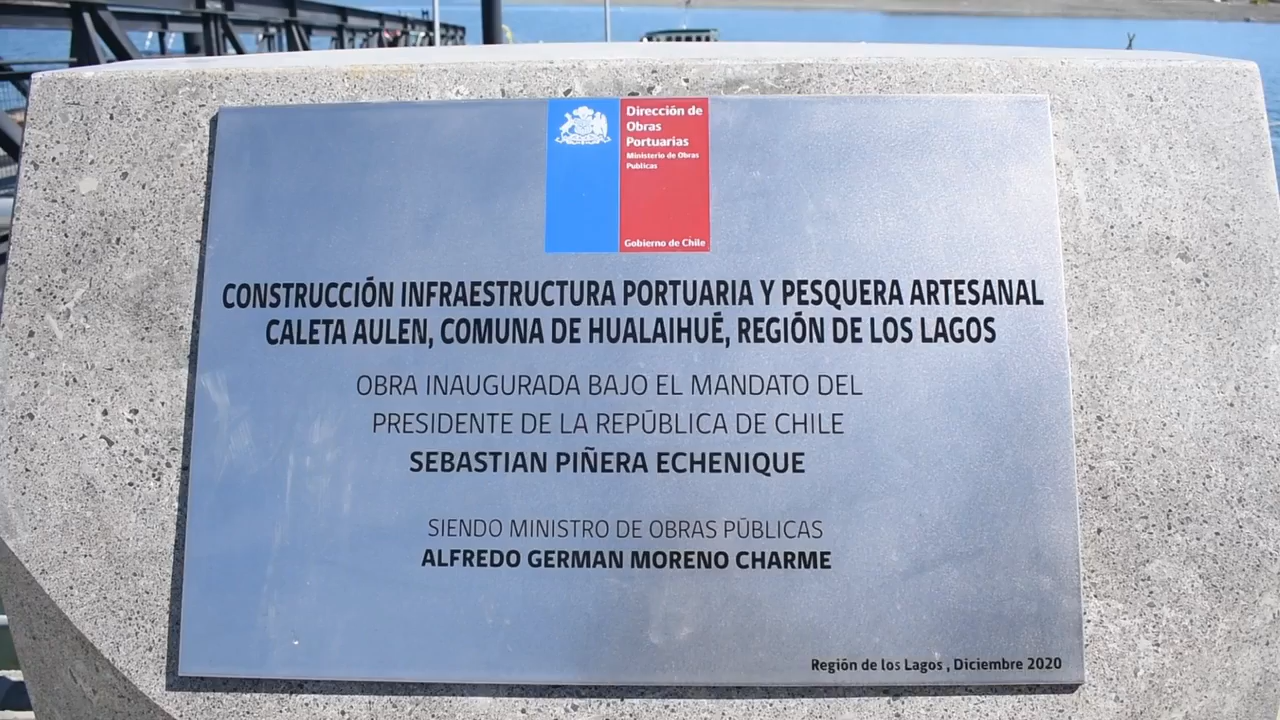 Dirección de
Obras
Portuarias
Ministerio de Obras
Publicas
Gobierno de Chile
CONSTRUCCIÓN INFRAESTRUCTURA PORTUARIA Y PESQUERA ARTESANAL
CALETA AULEN, COMUNA DE HUALAIHUÉ, REGIÓN DE LOS LAGOS
OBRA INAUGURADA BAJO EL MANDATO DEL
PRESIDENTE DE LA REPÚBLICA DE CHILE
SEBASTIAN PIÑERA ECHENIQUE
SIENDO MINISTRO DE OBRAS PÚBLICAS
ALFREDO GERMAN MORENO CHARME
Región de los Lagos , Diciembre 2020